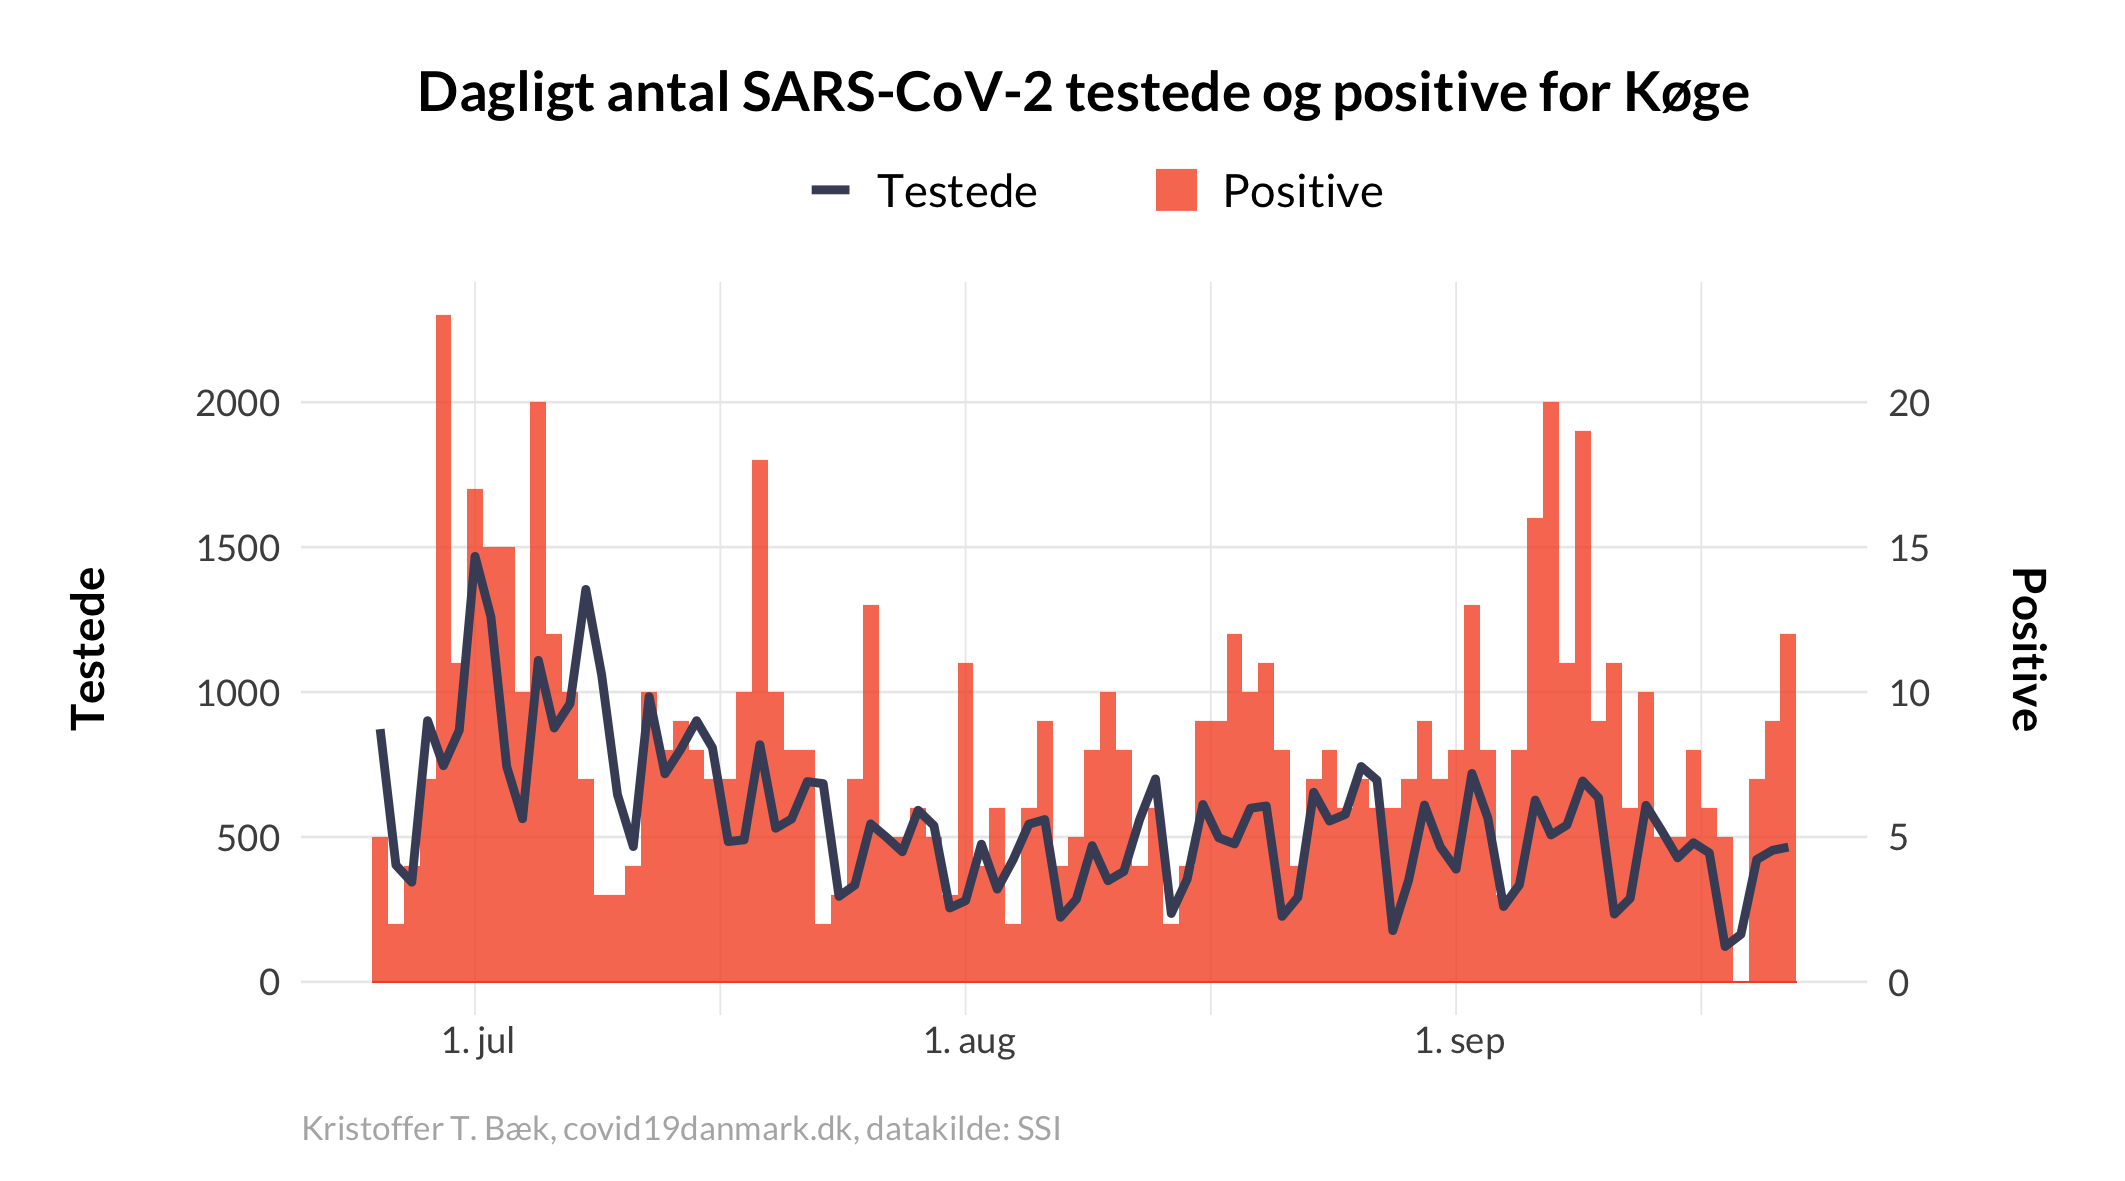 Dagligt antal SARS-CoV-2 testede og positive for Køge
Testede Positive
2000 20
1500 15
1000 10
500 5
0 0
Testede
Positive
1. jul 1. aug 1. sep
Kristoffer T. Bæk, covid19danmark.dk, datakilde: SSI